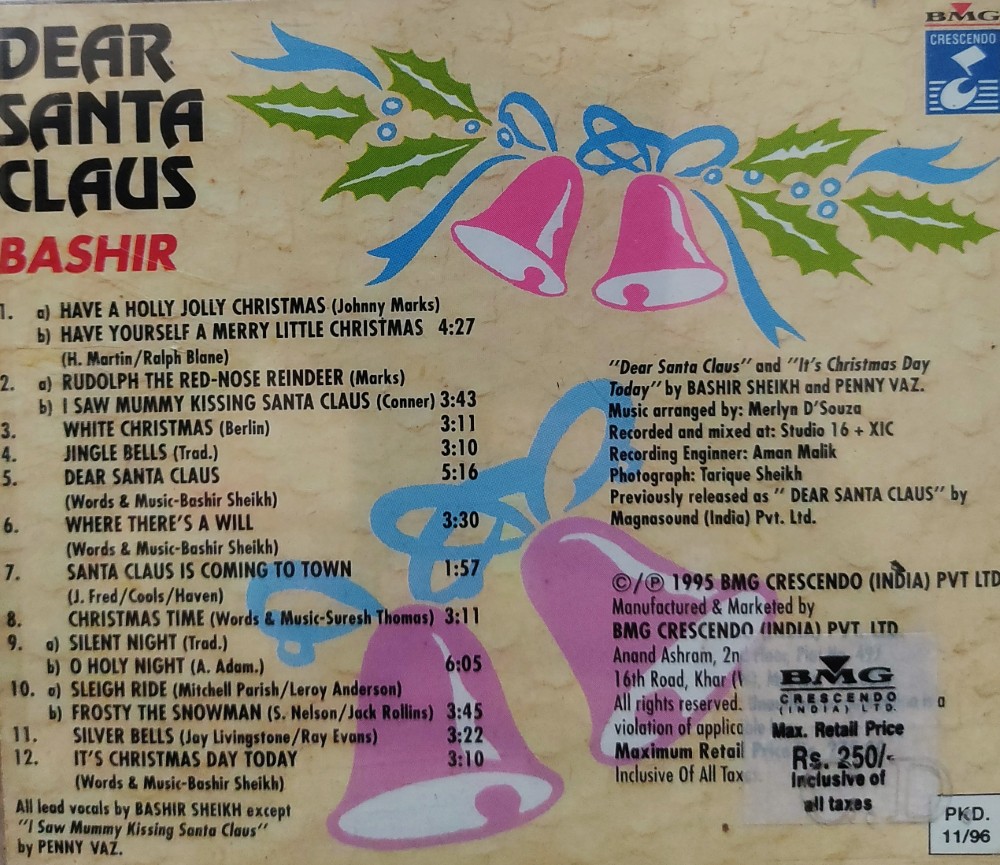 DEAR
SANTA
CLAUS
BASHIR
BMG
CRESCENDO
1. a) HAVE A HOLLY JOLLY CHRISTMAS (Johnny Marks)
b) HAVE YOURSELF A MERRY LITTLE CHRISTMAS 4:27
(H. Martin/Ralph Blane)
2. a) RUDOLPH THE RED-NOSE REINDEER (Marks)
b) I SAW MUMMY KISSING SANTA CLAUS (Conner) 3:43
3. WHITE CHRISTMAS (Berlin) 3:11
4. JINGLE BELLS (Trad.) 3:10
5. DEAR SANTA CLAUS 5:16
(Words & Music-Bashir Sheikh)
6. WHERE THERE'S A WILL 3:30
(Words & Music-Bashir Sheikh)
7. SANTA CLAUS IS COMING TO TOWN 1:57
(J. Fred/Cools/Haven)
8. CHRISTMAS TIME (Words & Music-Suresh Thomas) 3:11
9. a) SILENT NIGHT (Trad.)
b) O HOLY NIGHT (A. Adam.) 6:05
10. a) SLEIGH RIDE (Mitchell Parish/Leroy Anderson)
b) FROSTY THE SNOWMAN (S. Nelson/Jack Rollins) 3:45
11. SILVER BELLS (Jay Livingstone/Ray Evans) 3:22
12. IT'S CHRISTMAS DAY TODAY 3:10
(Words & Music-Bashir Sheikh)
All lead vocals by BASHIR SHEIKH except
"I Saw Mummy Kissing Santa Claus"
by PENNY VAZ.
"Dear Santa Claus" and "It's Christmas Day
Today" by BASHIR SHEIKH and PENNY VAZ.
Music arranged by: Merlyn D'Souza
Recorded and mixed at: Studio 16 + XIC
Recording Enginner: Aman Malik
Photograph: Tarique Sheikh
Previously released as " DEAR SANTA CLAUS" by
Magnasound (India) Pvt. Ltd.
©/℗ 1995 BMG CRESCENDO (INDIA) PVT LTD
Manufactured & Marketed by
BMG CRESCENDO (INDIA) PVT. LTD
Anand Ashram, 2nd Floor, Plot No.
16th Road, Khar
All rights reserved. a
violation of
Maximum Retail
Inclusive Of All
BMG
CRESCENDO
(INDIA) LTD.
Max. Retail Price
Rs. 250/-
Inclusive of
all taxes
PKD.
11/96